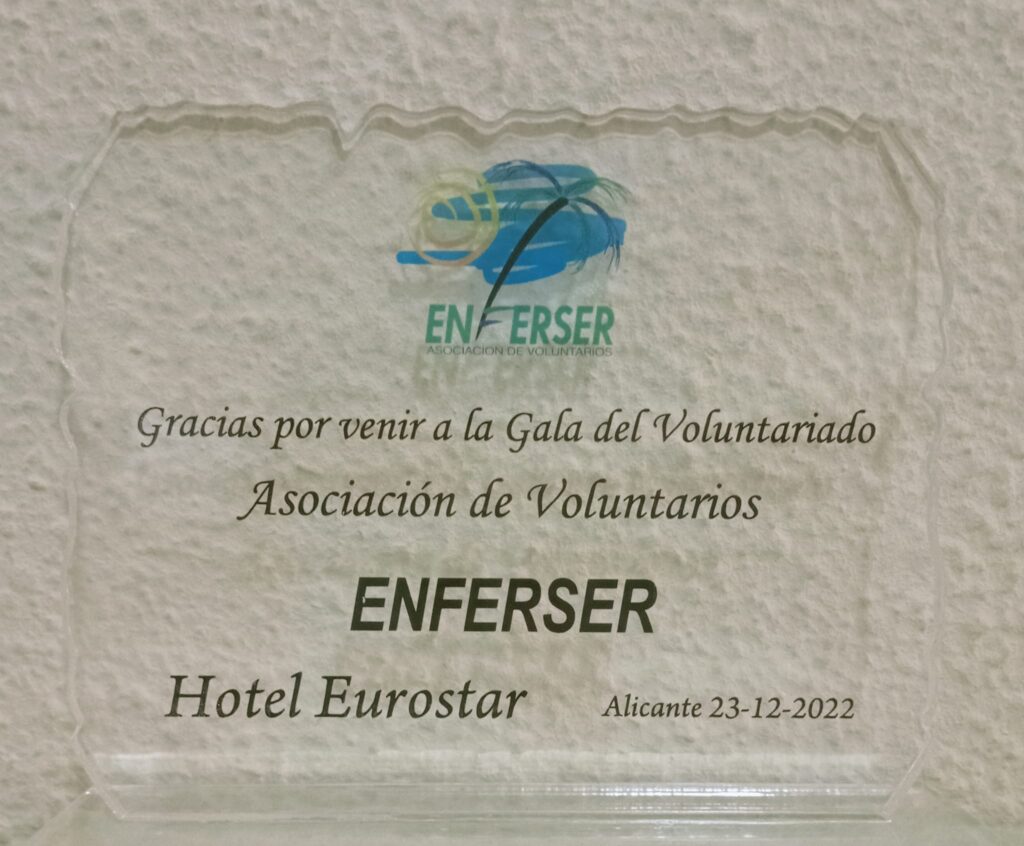 ENFERSER
ASOCIACIÓN DE VOLUNTARIOS
Gracias por venir a la Gala del Voluntariado
Asociación de Voluntarios
ENFERSER
Hotel Eurostar Alicante 23-12-2022